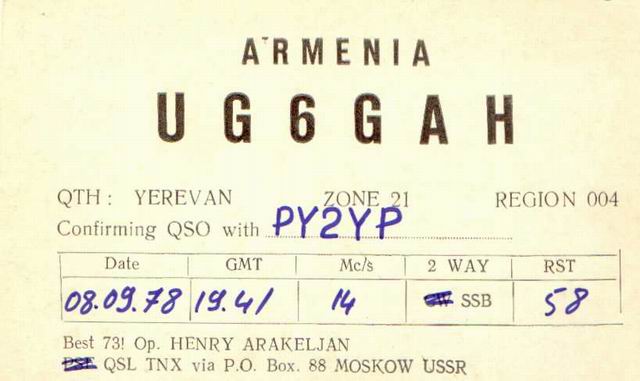 ARMENIA
UG6GAH
QTH: YEREVAN ZONE 21 REGION 004
Confirming QSO with PY2YP
Date GMT Mc/s 2 WAY RST
08.09.78 19.41 14 CW SSB 58
Best 73! Op. HENRY ARAKELJAN
PSE QSL TNX via P.O. Box. 88 MOSKOW USSR